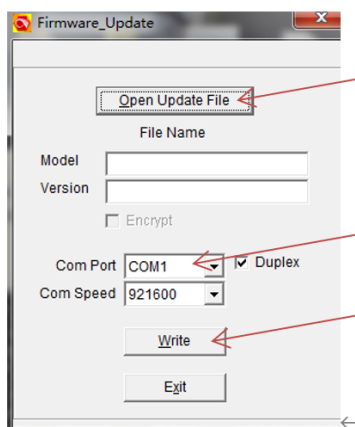 Firmware_Update
Open Update File
File Name
Model
Version
Encrypt
Com Port COM1 Duplex
Com Speed 921600
Write
Exit